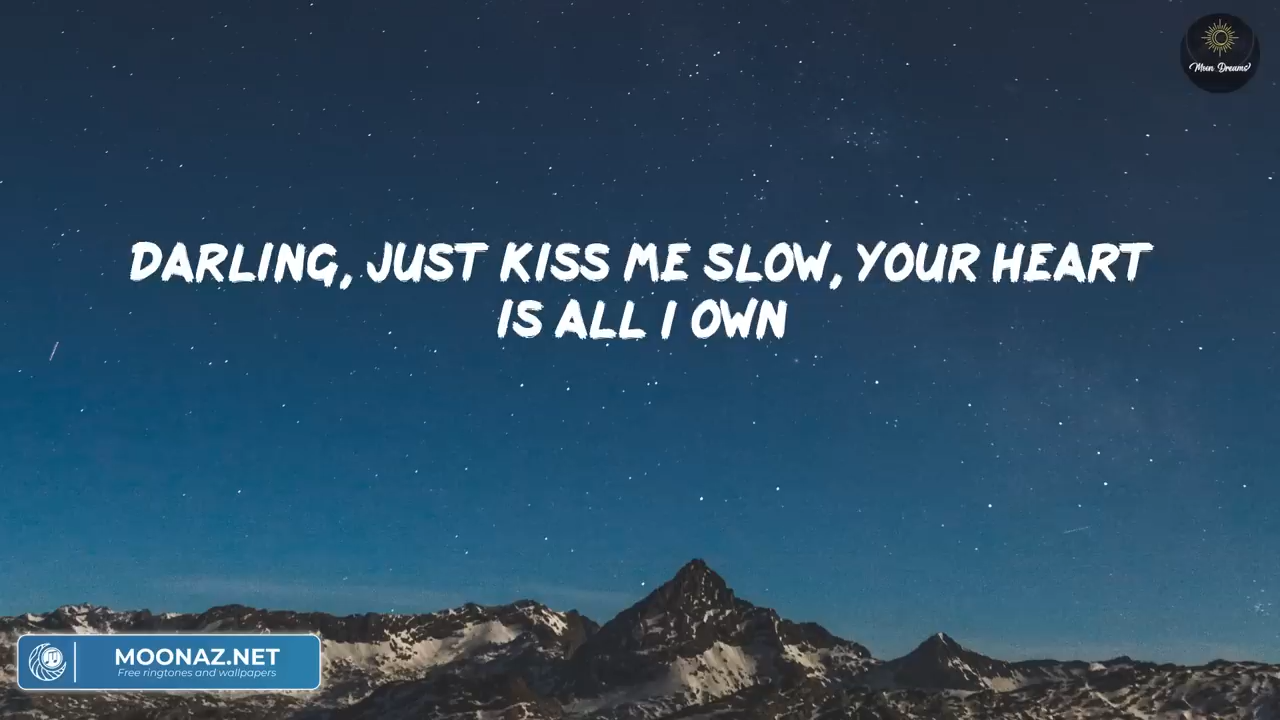 Moon Dreams
DARLING, JUST KISS ME SLOW, YOUR HEART
IS ALL I OWN
MOONAZ.NET
Free ringtones and wallpapers